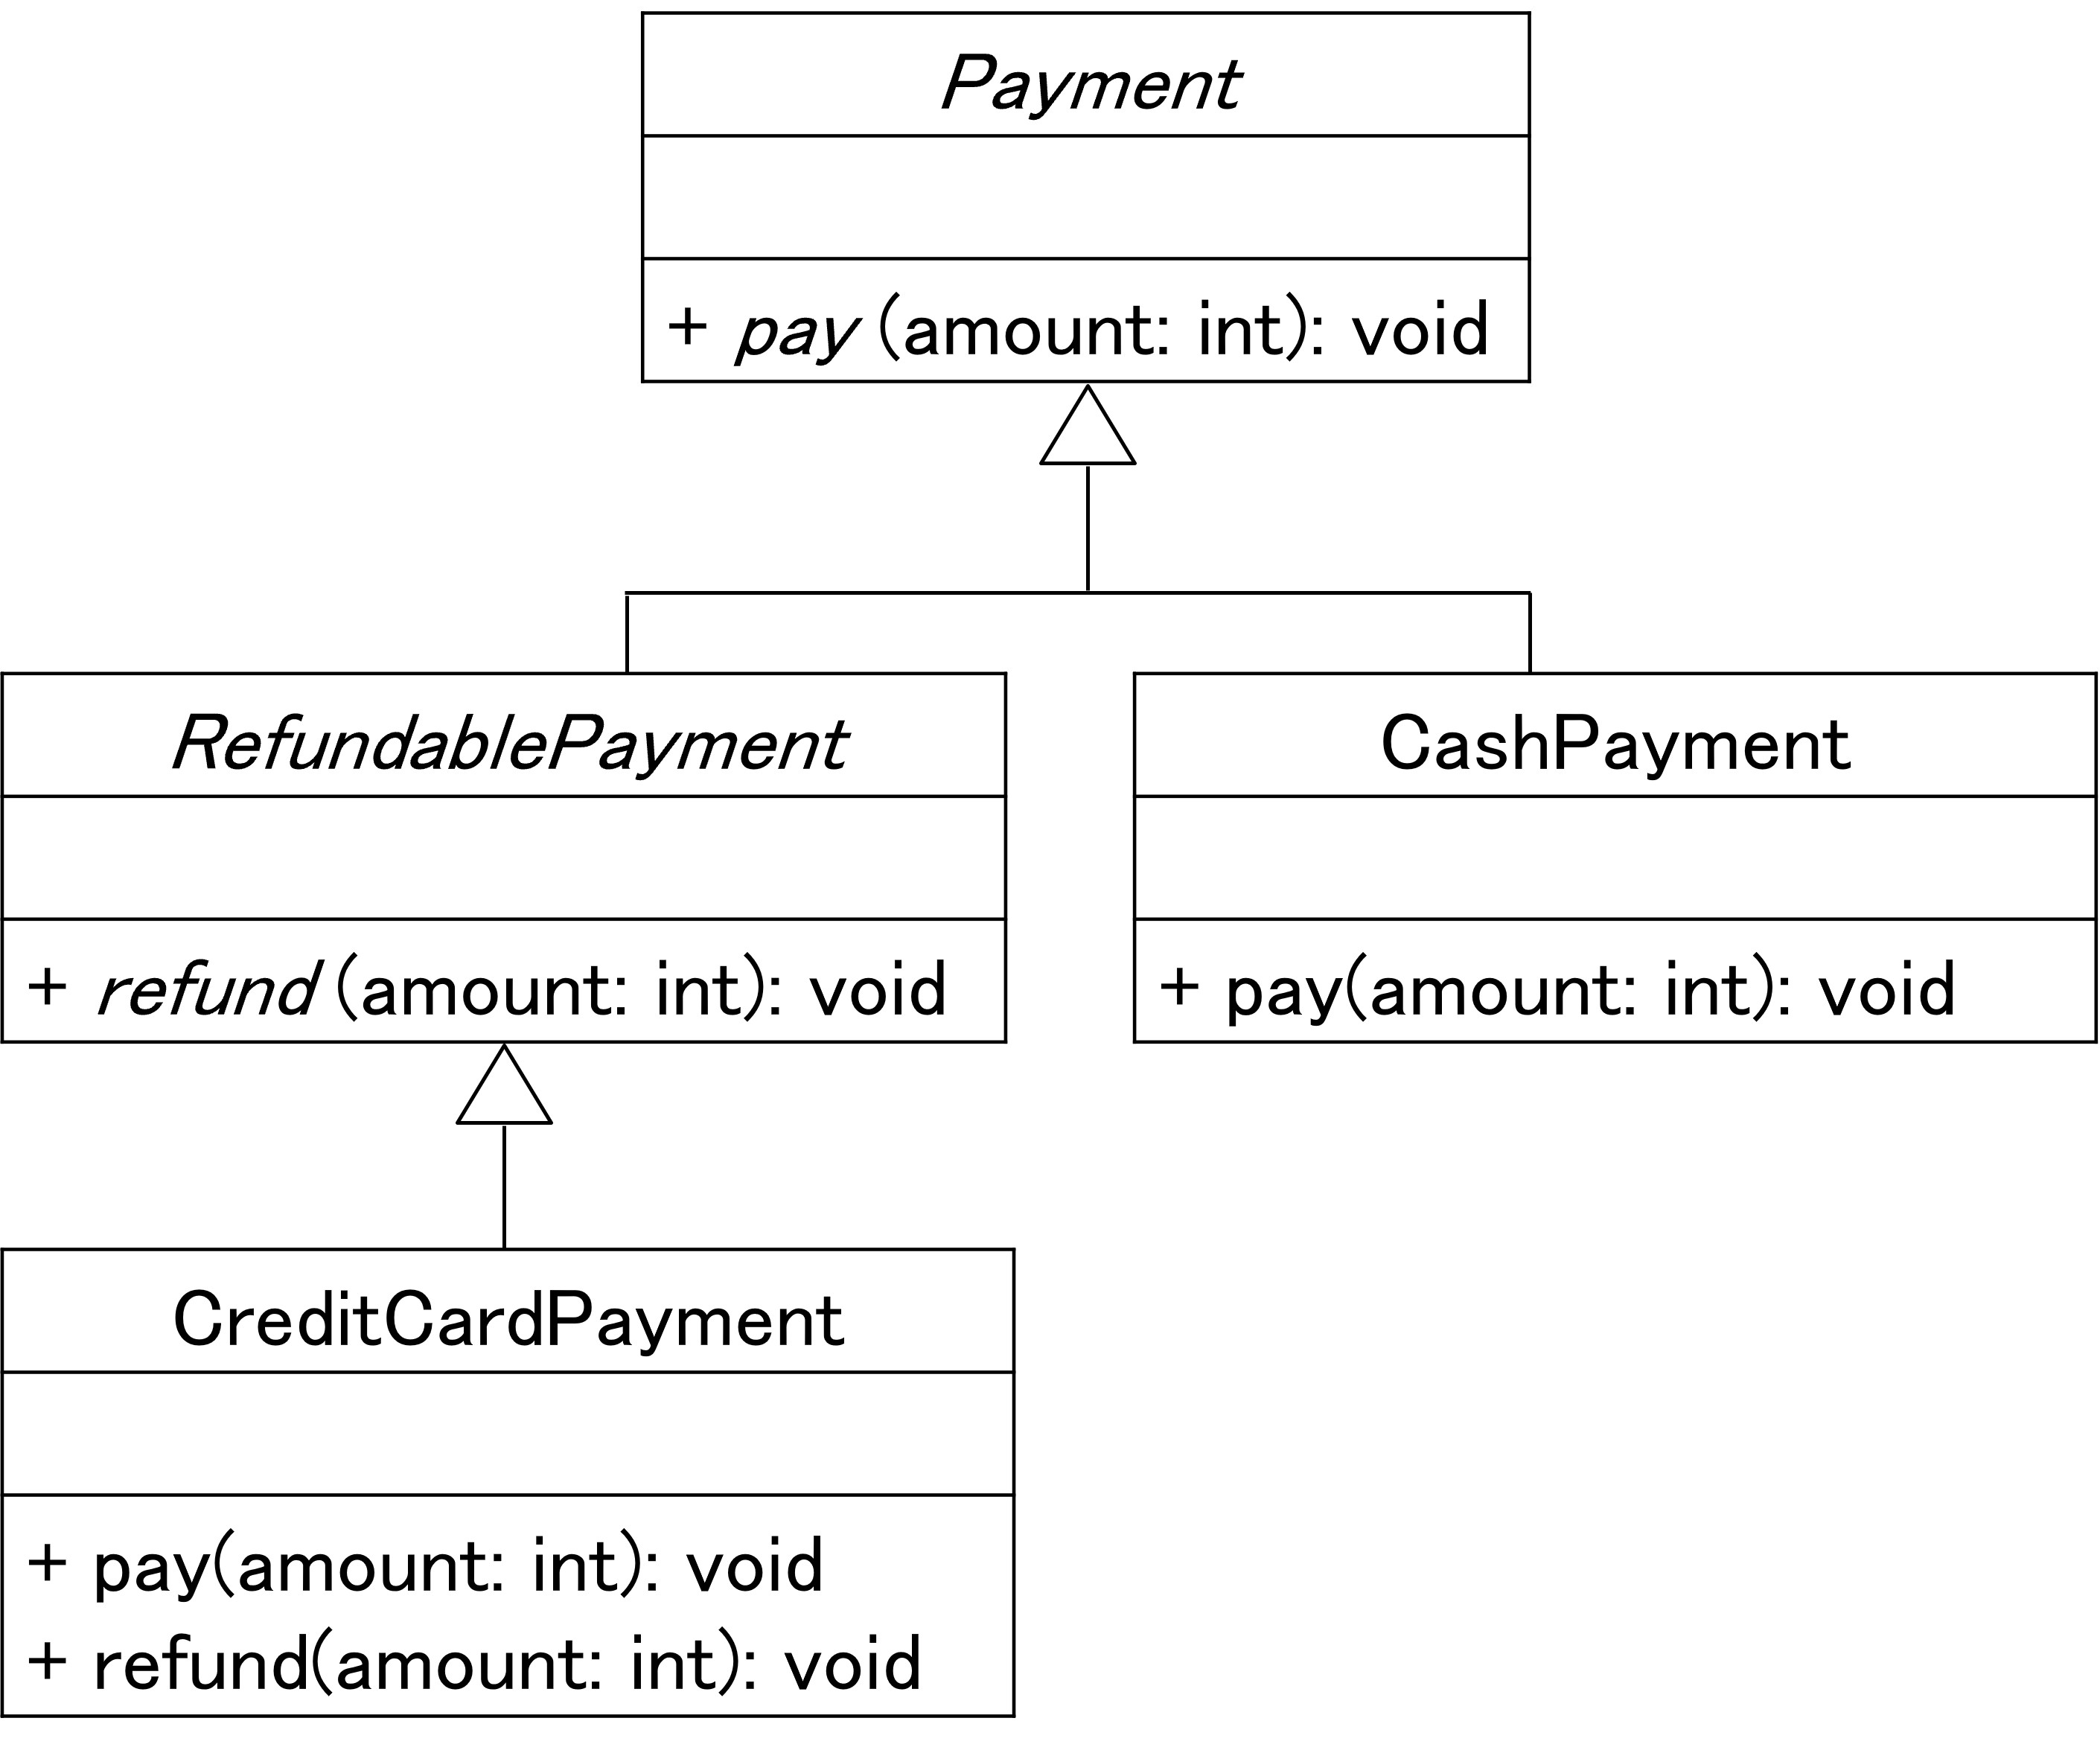 Payment
+ pay(amount: int): void
RefundablePayment
+ refund(amount: int): void
CashPayment
+ pay(amount: int): void
CreditCardPayment
+ pay(amount: int): void
+ refund(amount: int): void